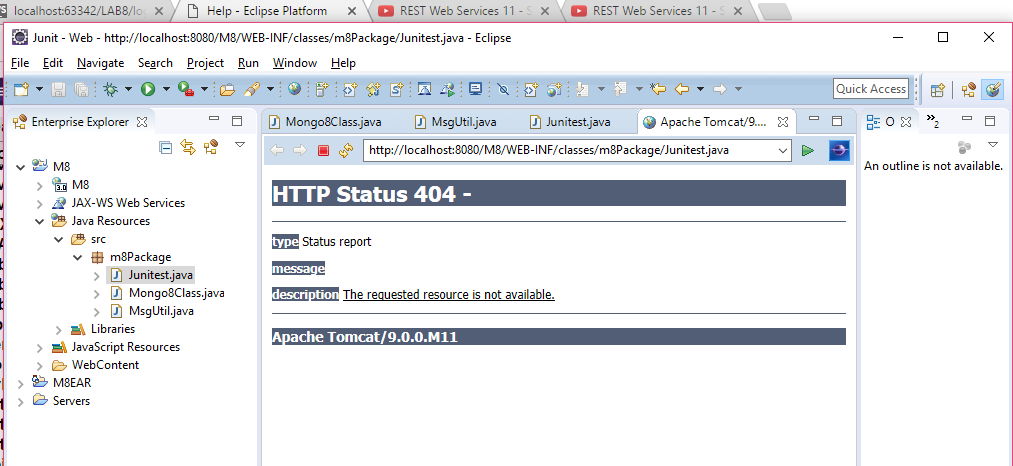 localhost:63342/LAB8/lo
Help - Eclipse Platform
REST Web Services 11 - S
REST Web Services 11 - S
Junit - Web - http://localhost:8080/M8/WEB-INF/classes/m8Package/Junitest.java - Eclipse
File Edit Navigate Search Project Run Window Help
Quick Access
Enterprise Explorer
Mongo8Class.java
MsgUtil.java
Junitest.java
Apache Tomcat/9....
»2
O
http://localhost:8080/M8/WEB-INF/classes/m8Package/Junitest.java
An outline is not available.
M8
3.0 M8
JAX-WS Web Services
Java Resources
src
m8Package
Junitest.java
Mongo8Class.java
MsgUtil.java
Libraries
JavaScript Resources
WebContent
M8EAR
Servers
HTTP Status 404 -
type Status report
message
description The requested resource is not available.
Apache Tomcat/9.0.0.M11